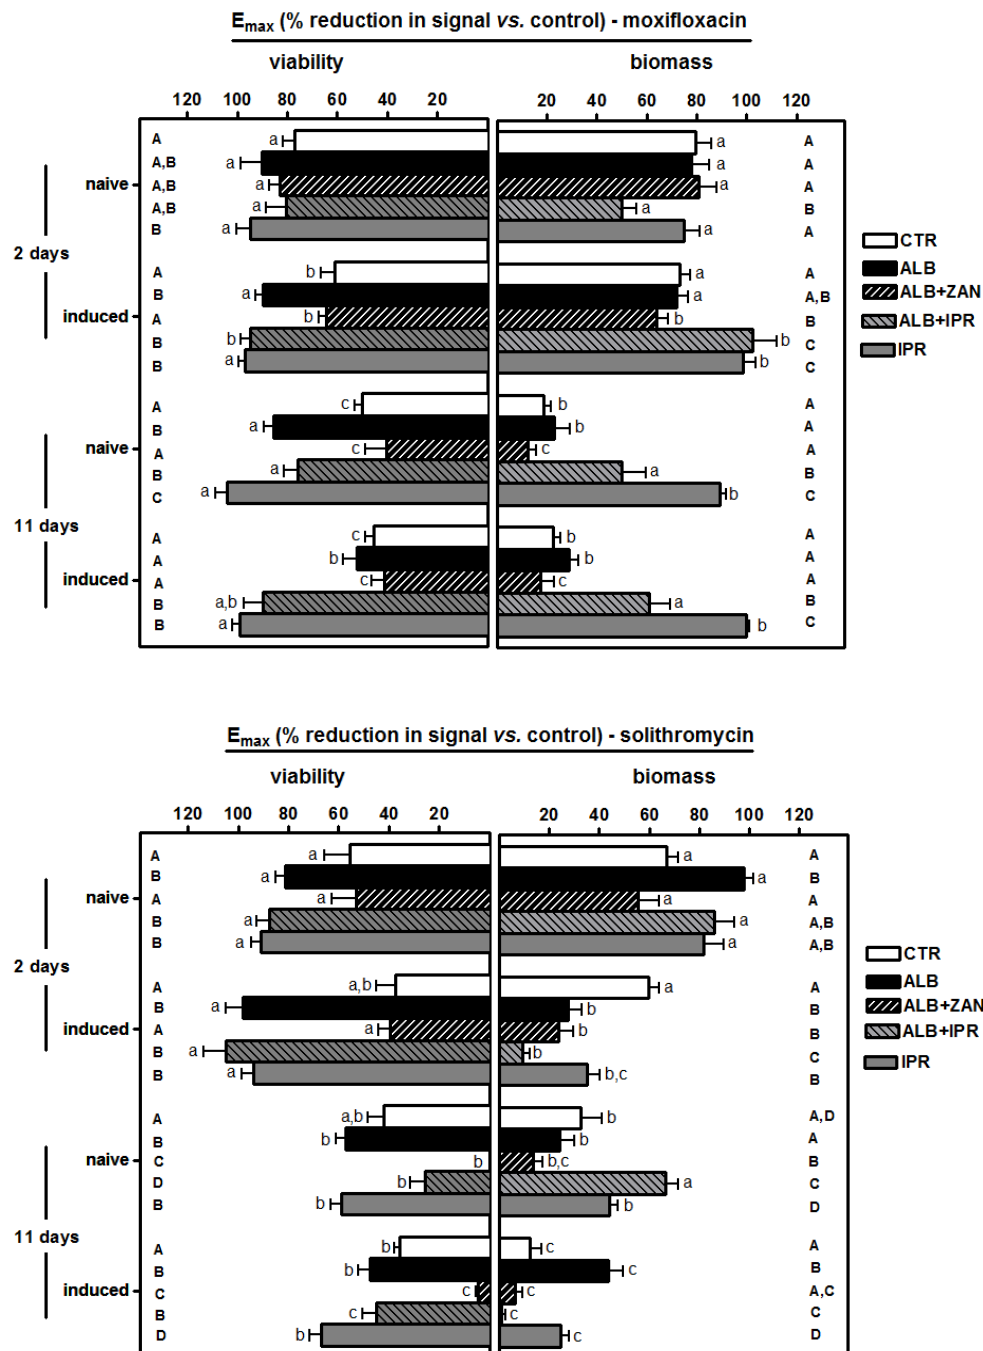 Emax (% reduction in signal vs. control) - moxifloxacin
viability biomass
120 100 80 60 40 20 20 40 60 80 100 120
A a a A
A,B a a A
naive A,B a a A
A,B a a B
B a a A
2 days
A b a A
B a a A,B
induced A b b B
B b b C
B a b C
CTR
ALB
ALB+ZAN
ALB+IPR
IPR
A c b A
B a b A
naive A c c A
B a a B
C a b C
11 days
A c b A
A b b A
induced A c c A
B a,b a B
B a b C
Emax (% reduction in signal vs. control) - solithromycin
viability biomass
120 100 80 60 40 20 20 40 60 80 100 120
A a a A
B a a B
naive A a a A
B a a A,B
B a a A,B
2 days
A a,b a A
B a b B
induced A a b B
B a b C
B a b,c B
CTR
ALB
ALB+ZAN
ALB+IPR
IPR
A a,b b A,D
B b b A
naive C b b,c B
D b a C
B b b D
11 days
A b c A
B b c B
induced C c c A,C
B c c C
D b c D